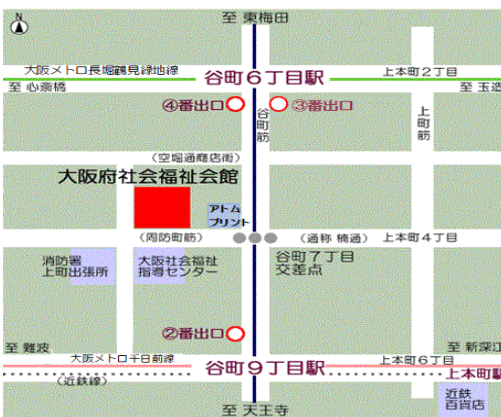 N
至 東梅田
大阪メトロ長堀鶴見緑地線
谷町6丁目駅
上本町2丁目
至 心斎橋
至 玉造
④番出口
③番出口
谷町筋
上町筋
(空堀通商店街)
大阪府社会福祉会館
アトム
プリント
(周防町筋)
(通称 楠通)
上本町4丁目
消防署
上町出張所
大阪社会福祉
指導センター
谷町7丁目
交差点
②番出口
至 難波
至 新深江
大阪メトロ千日前線
谷町9丁目駅
上本町6丁目
(近鉄線)
上本町駅
近鉄
百貨店
至 天王寺